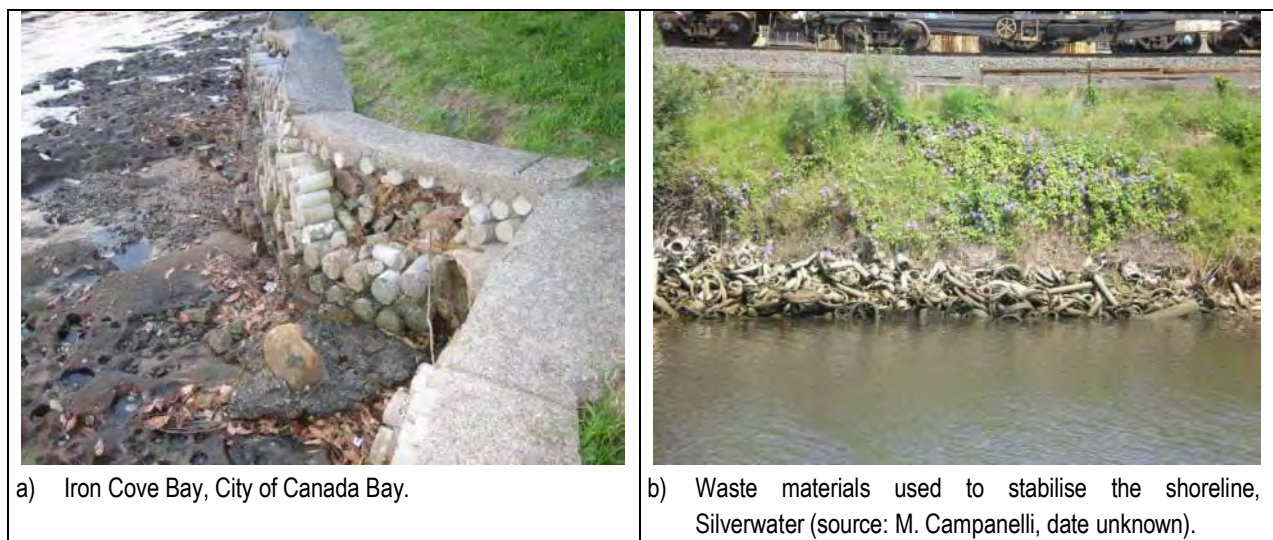 a) Iron Cove Bay, City of Canada Bay.
b) Waste materials used to stabilise the shoreline,
Silverwater (source: M. Campanelli, date unknown).